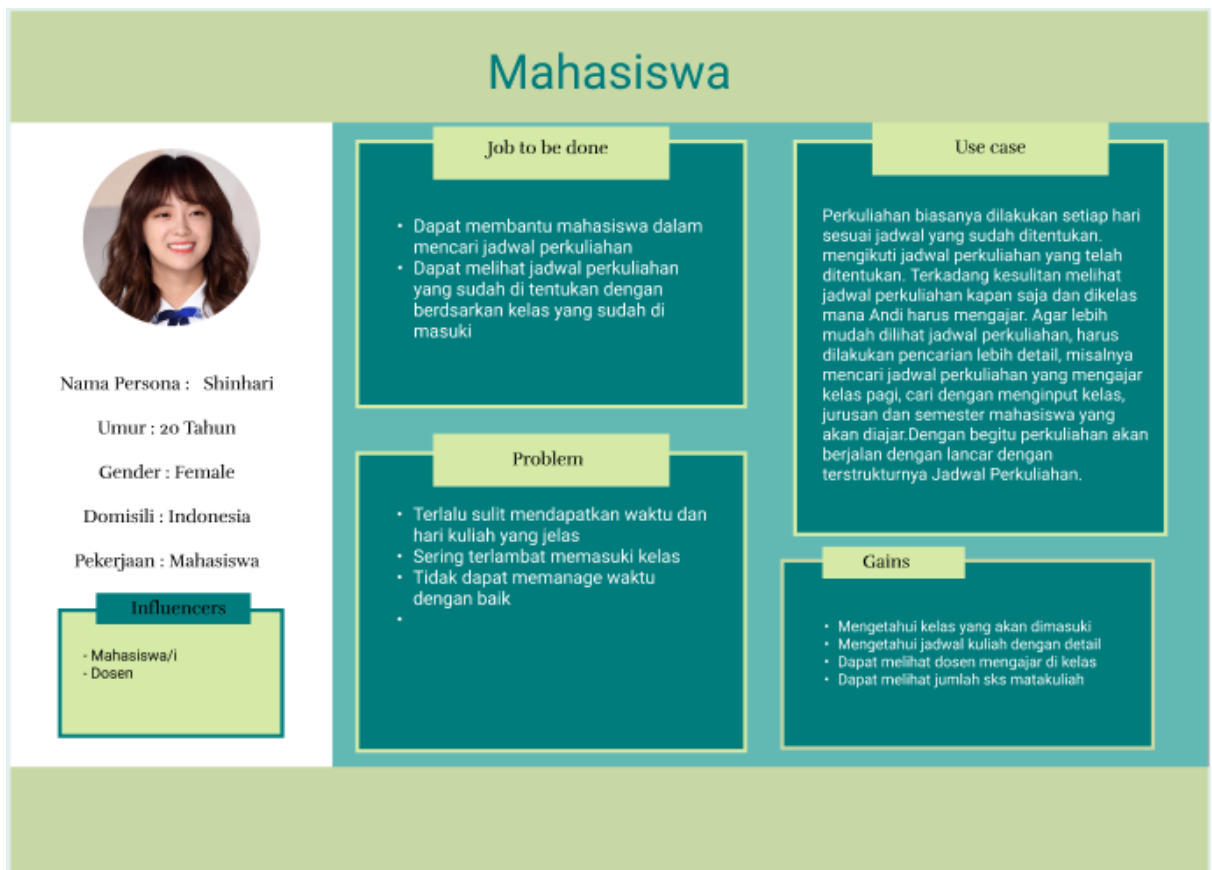 Mahasiswa
Nama Persona : Shinhari
Umur : 20 Tahun
Gender : Female
Domisili : Indonesia
Pekerjaan : Mahasiswa
Influencers
- Mahasiswa/i
- Dosen
Job to be done
• Dapat membantu mahasiswa dalam
mencari jadwal perkuliahan
• Dapat melihat jadwal perkuliahan
yang sudah di tentukan dengan
berdsarkan kelas yang sudah di
masuki
Problem
• Terlalu sulit mendapatkan waktu dan
hari kuliah yang jelas
• Sering terlambat memasuki kelas
• Tidak dapat memanage waktu
dengan baik
•
Use case
Perkuliahan biasanya dilakukan setiap hari
sesuai jadwal yang sudah ditentukan.
mengikuti jadwal perkuliahan yang telah
ditentukan. Terkadang kesulitan melihat
jadwal perkuliahan kapan saja dan dikelas
mana Andi harus mengajar. Agar lebih
mudah dilihat jadwal perkuliahan, harus
dilakukan pencarian lebih detail, misalnya
mencari jadwal perkuliahan yang mengajar
kelas pagi, cari dengan menginput kelas,
jurusan dan semester mahasiswa yang
akan diajar.Dengan begitu perkuliahan akan
berjalan dengan lancar dengan
terstrukturnya Jadwal Perkuliahan.
Gains
• Mengetahui kelas yang akan dimasuki
• Mengetahui jadwal kuliah dengan detail
• Dapat melihat dosen mengajar di kelas
• Dapat melihat jumlah sks matakuliah